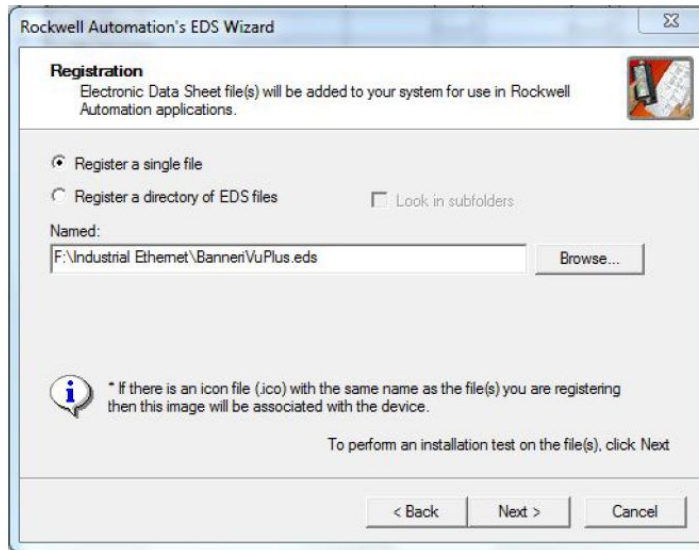 Rockwell Automation's EDS Wizard
Registration
Electronic Data Sheet file(s) will be added to your system for use in Rockwell
Automation applications.
Register a single file
Register a directory of EDS files
Look in subfolders
Named:
F:\Industrial Ethernet\BanneriVuPlus.eds
Browse...
* If there is an icon file (.ico) with the same name as the file(s) you are registering
then this image will be associated with the device.
To perform an installation test on the file(s), click Next
< Back
Next >
Cancel